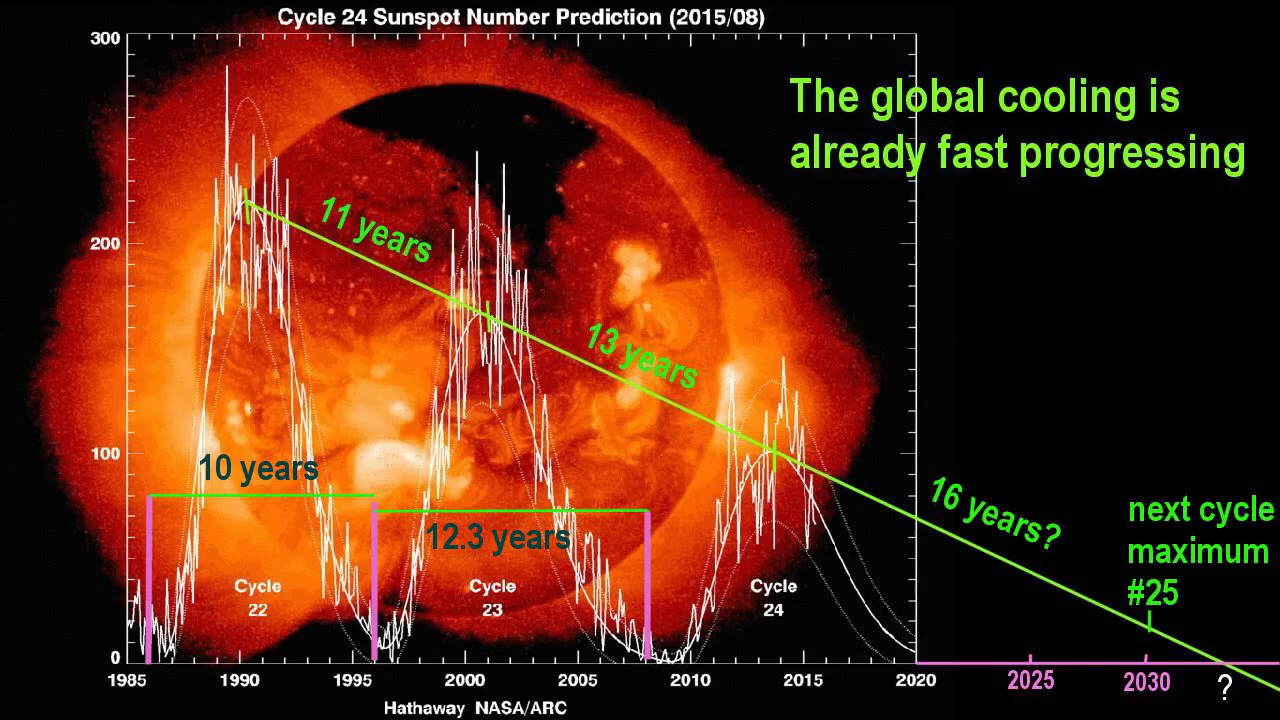 Cycle 24 Sunspot Number Prediction (2015/08)
300
200
100
0
The global cooling is
already fast progressing
11 years
13 years
16 years?
10 years
12.3 years
next cycle
maximum
#25
Cycle
22
Cycle
23
Cycle
24
1985 1990 1995 2000 2005 2010 2015 2020 2025 2030 ?
Hathaway NASA/ARC